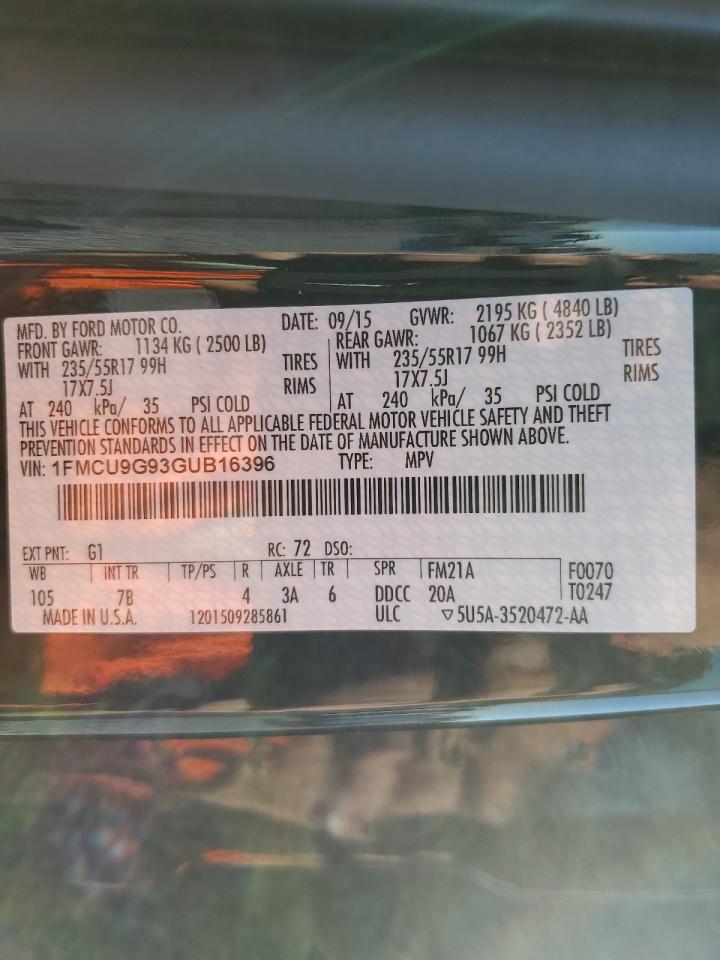 MFD. BY FORD MOTOR CO. DATE: 09/15 GVWR: 2195 KG ( 4840 LB)
FRONT GAWR: 1134 KG ( 2500 LB) REAR GAWR: 1067 KG ( 2352 LB)
WITH 235/55R17 99H TIRES WITH 235/55R17 99H TIRES
17X7.5J RIMS 17X7.5J RIMS
AT 240 kPa/ 35 PSI COLD AT 240 kPa/ 35 PSI COLD
THIS VEHICLE CONFORMS TO ALL APPLICABLE FEDERAL MOTOR VEHICLE SAFETY AND THEFT
PREVENTION STANDARDS IN EFFECT ON THE DATE OF MANUFACTURE SHOWN ABOVE.
VIN: 1FMCU9G93GUB16396 TYPE: MPV
EXT PNT: G1 RC: 72 DSO:
WB INT TR TP/PS R AXLE TR SPR FM21A F0070
105 7B 4 3A 6 DDCC 20A T0247
MADE IN U.S.A. 1201509285861 ULC ▽5U5A-3520472-AA